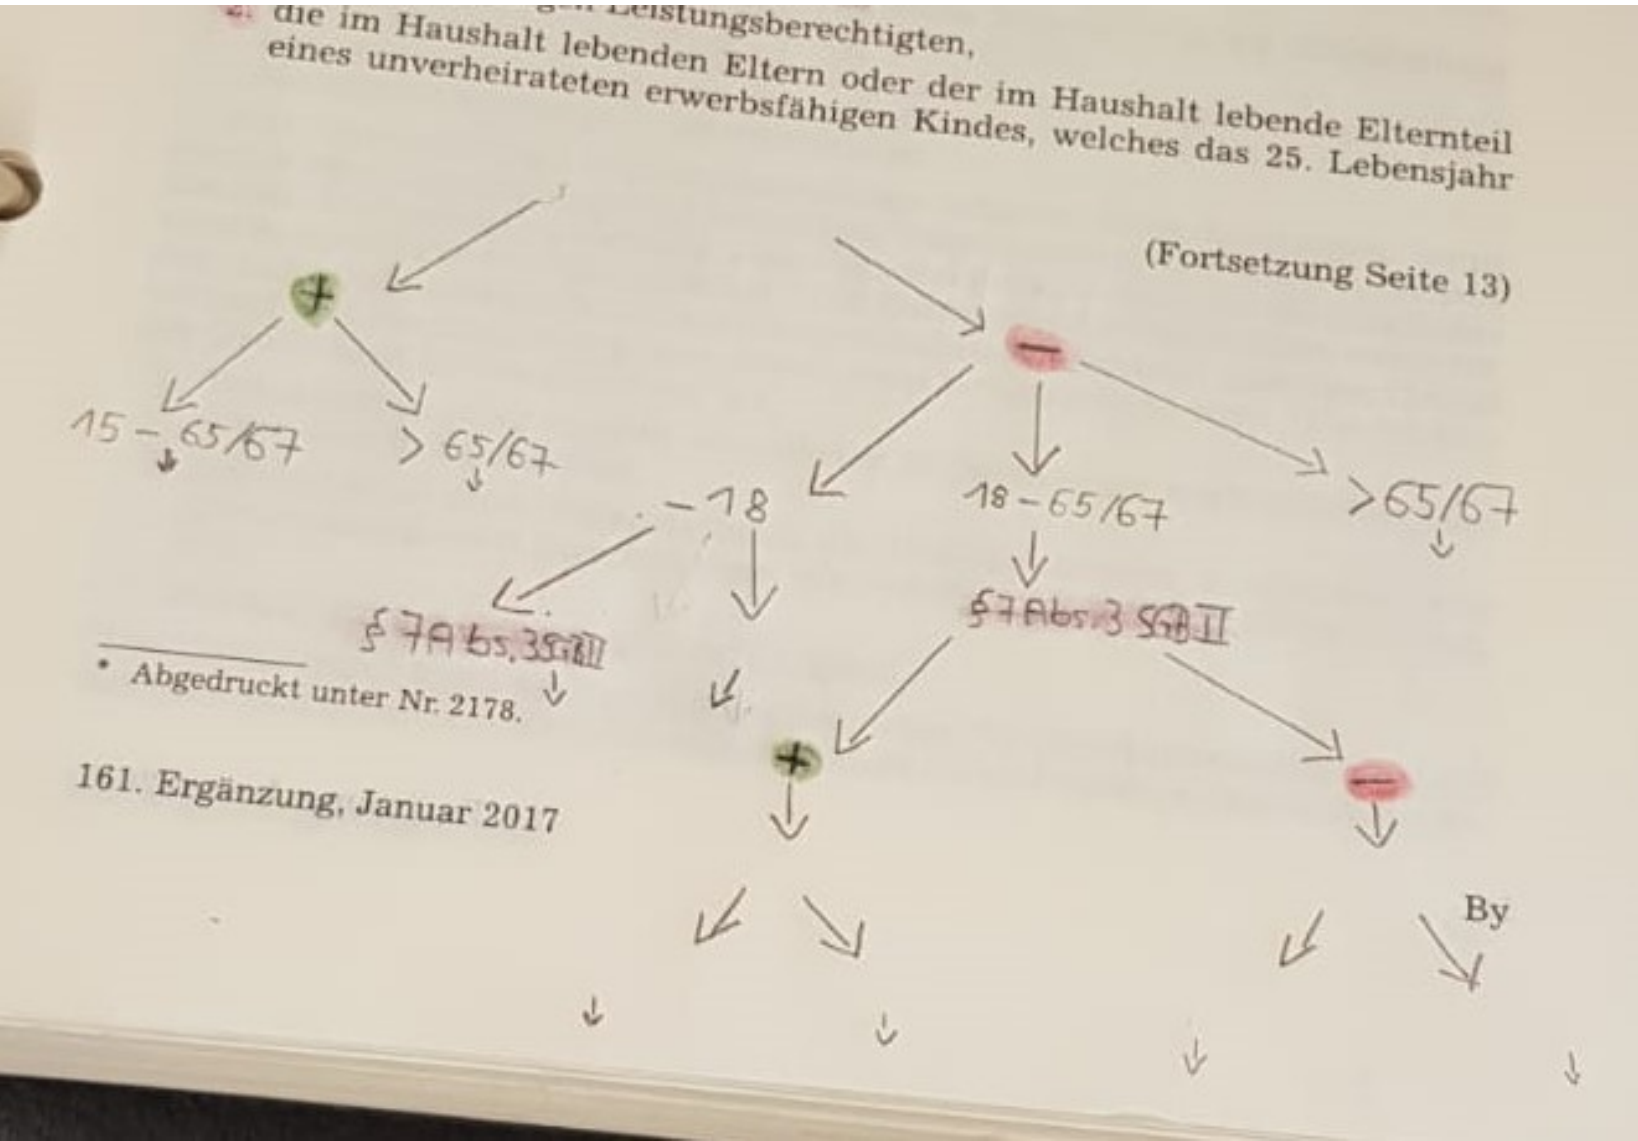 2. die im Haushalt lebenden Eltern oder der im Haushalt lebende Elternteil
Leistungsberechtigten,
eines unverheirateten erwerbsfähigen Kindes, welches das 25. Lebensjahr
(Fortsetzung Seite 13)
+
–
15 – 65/67
> 65/67
– 18
18 – 65/67
> 65/67
§ 7 Abs. 3 SGB II
§ 7 Abs. 3 SGB II
* Abgedruckt unter Nr. 2178.
+
–
161. Ergänzung, Januar 2017
By